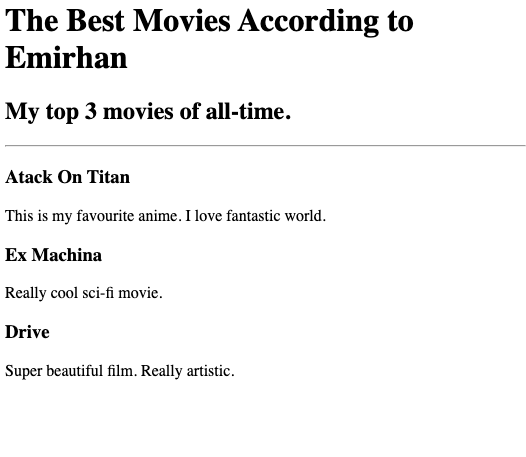 The Best Movies According to
Emirhan
My top 3 movies of all-time.
Atack On Titan
This is my favourite anime. I love fantastic world.
Ex Machina
Really cool sci-fi movie.
Drive
Super beautiful film. Really artistic.